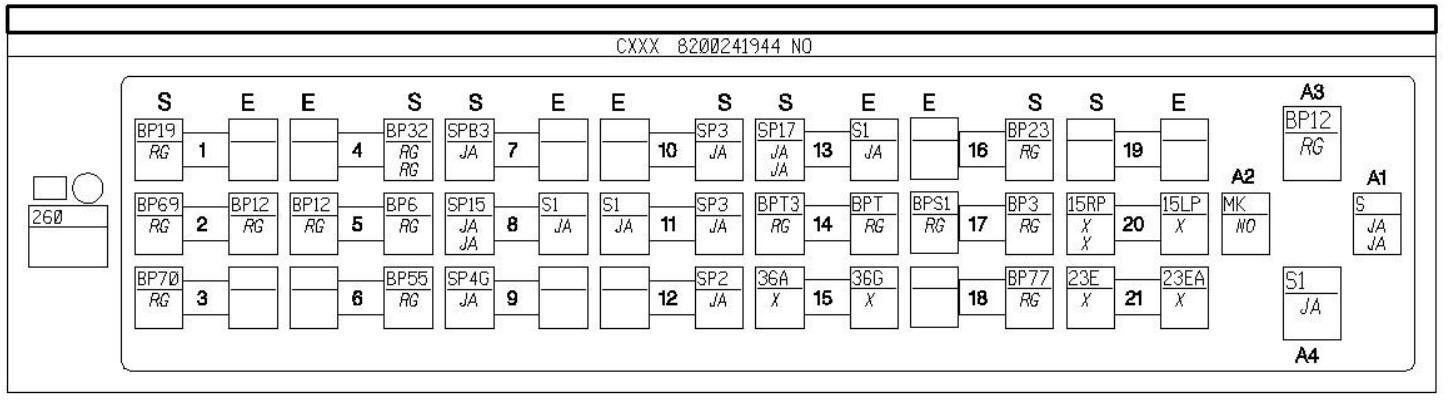 CXXX 8200241944 NO
S E E S S E E S S E E S S E A3
BP19 BP32 SPB3 SP3 SP17 S1 BP23 BP12
RG 1 4 RG JA 7 10 JA JA 13 JA 16 RG 19 RG
RG JA
A2 A1
260 BP69 BP12 BP12 BP6 SP15 S1 S1 SP3 BPT3 BPT BPS1 BP3 15RP 15LP MK S
RG 2 RG RG 5 RG JA 8 JA JA 11 JA RG 14 RG RG 17 RG X 20 X NO JA
JA X JA
BP70 BP55 SP4G SP2 36A 36G BP77 23E 23EA S1
RG 3 6 RG JA 9 12 JA X 15 X 18 RG X 21 X JA
A4